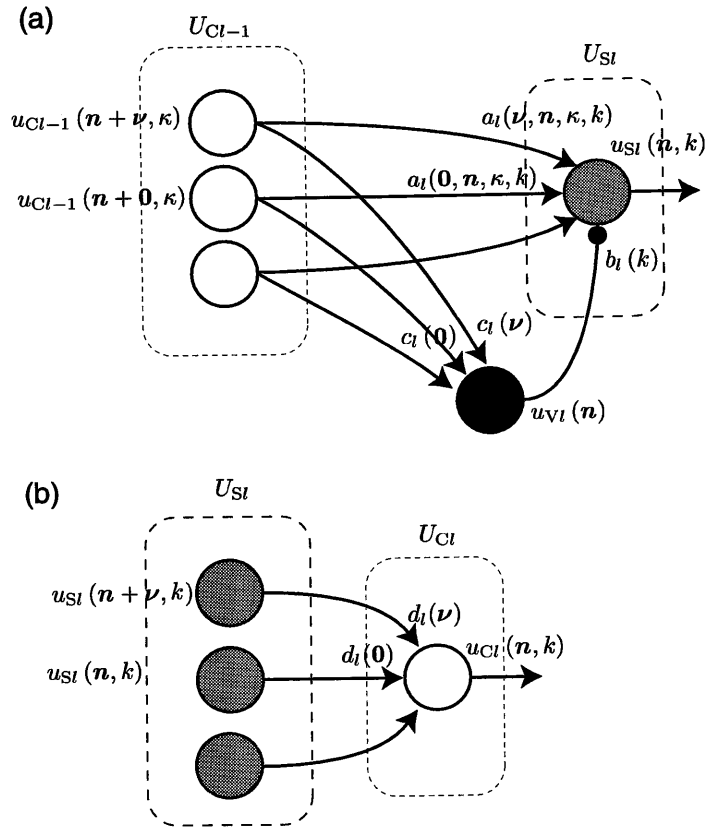 (a)
U_{Cl−1}
U_{Sl}
u_{Cl−1}(n + ν, κ)
a_l(ν, n, κ, k)
u_{Sl}(n, k)
u_{Cl−1}(n + 0, κ)
a_l(0, n, κ, k)
b_l(k)
c_l(0)
c_l(ν)
u_{Vl}(n)
(b)
U_{Sl}
U_{Cl}
u_{Sl}(n + ν, k)
d_l(ν)
u_{Cl}(n, k)
u_{Sl}(n, k)
d_l(0)